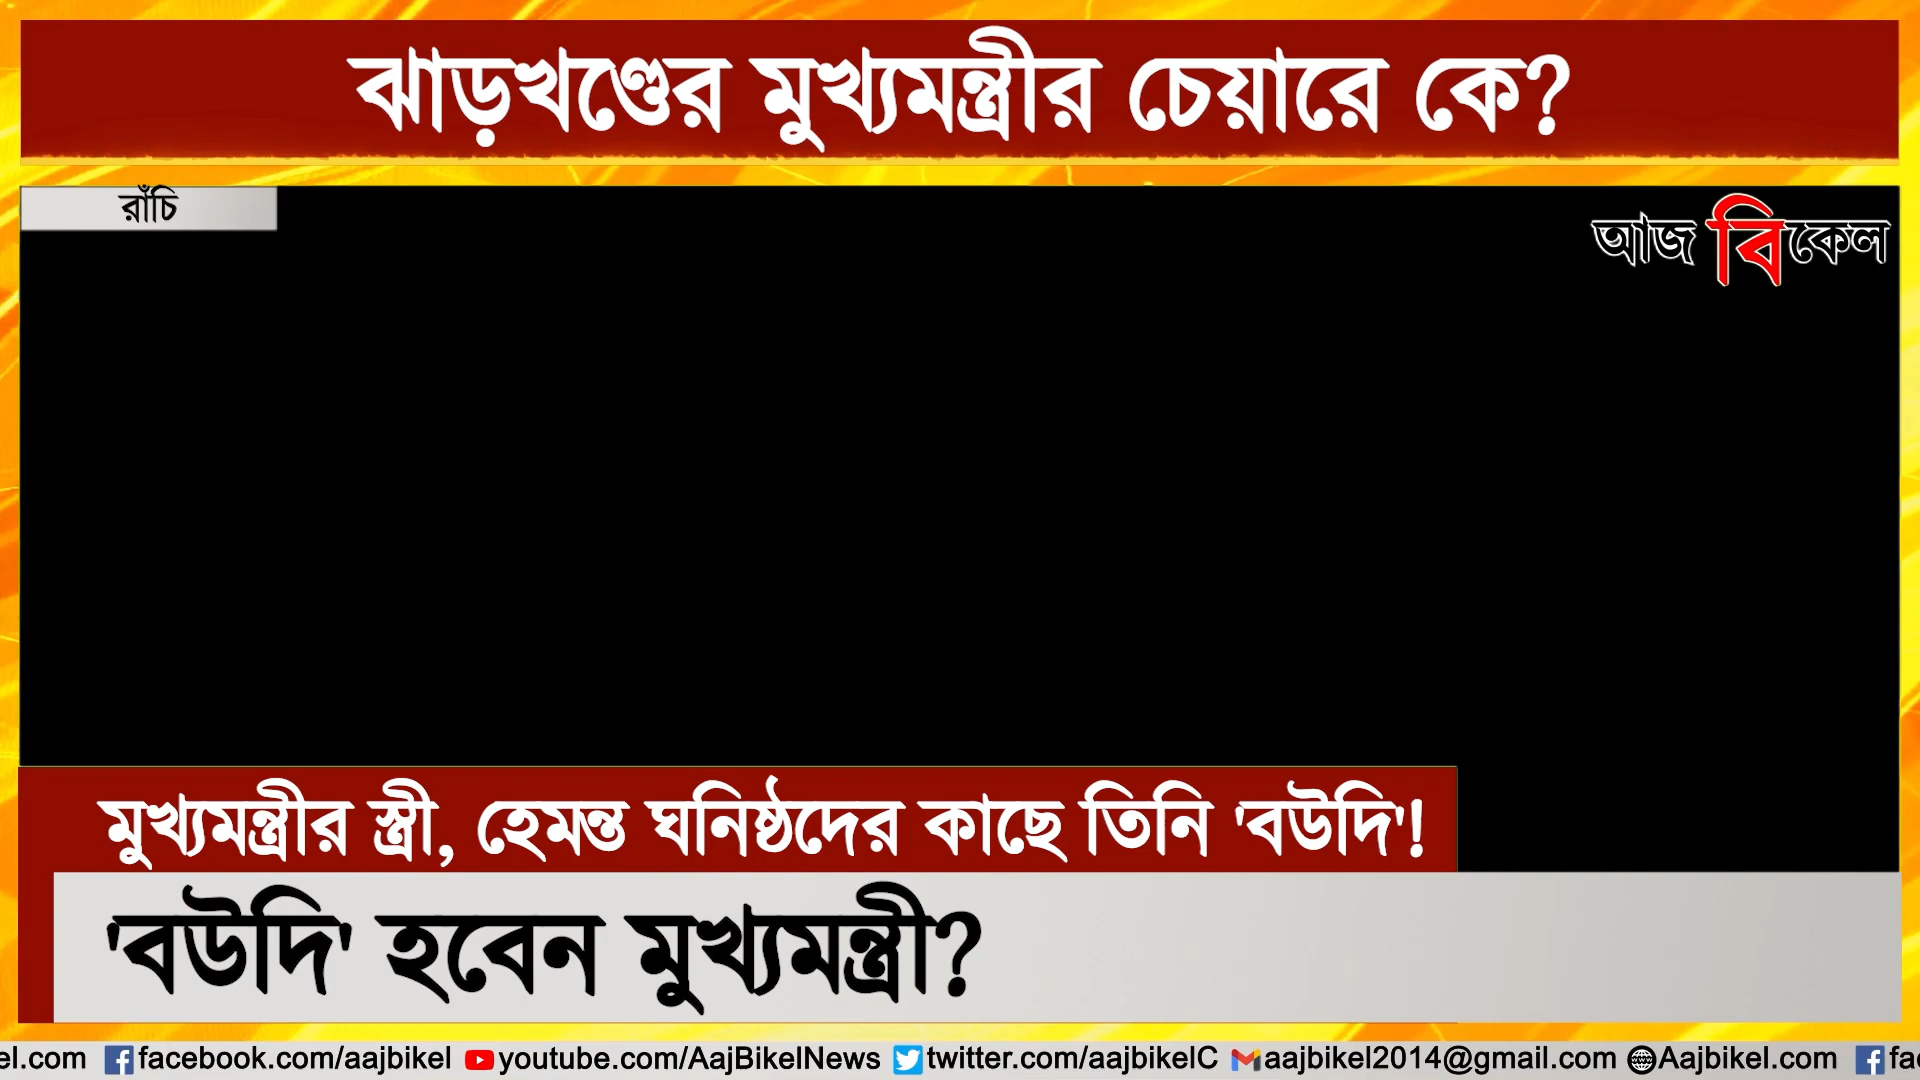 ঝাড়খণ্ডের মুখ্যমন্ত্রীর চেয়ারে কে?
রাঁচি
আজ বিকেল
মুখ্যমন্ত্রীর স্ত্রী, হেমন্ত ঘনিষ্ঠদের কাছে তিনি 'বউদি'!
'বউদি' হবেন মুখ্যমন্ত্রী?
el.com facebook.com/aajbikel youtube.com/AajBikelNews twitter.com/aajbikelC aajbikel2014@gmail.com Aajbikel.com fac